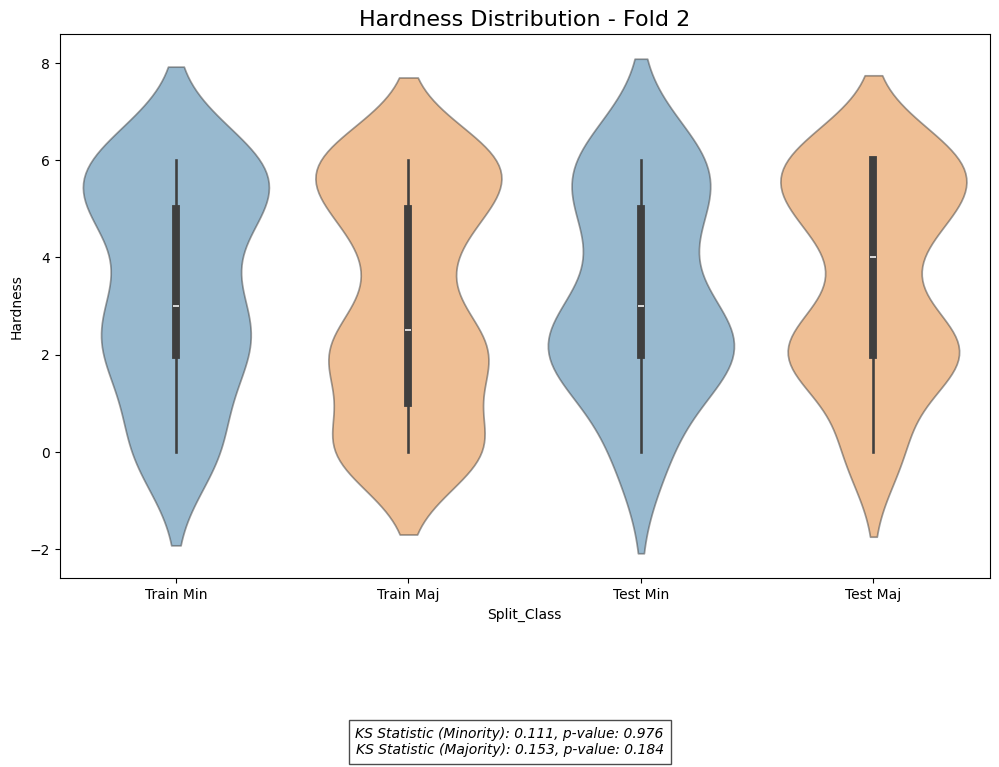 Hardness Distribution - Fold 2
8
6
4
2
0
−2
Hardness
Train Min
Train Maj
Test Min
Test Maj
Split_Class
KS Statistic (Minority): 0.111, p-value: 0.976
KS Statistic (Majority): 0.153, p-value: 0.184